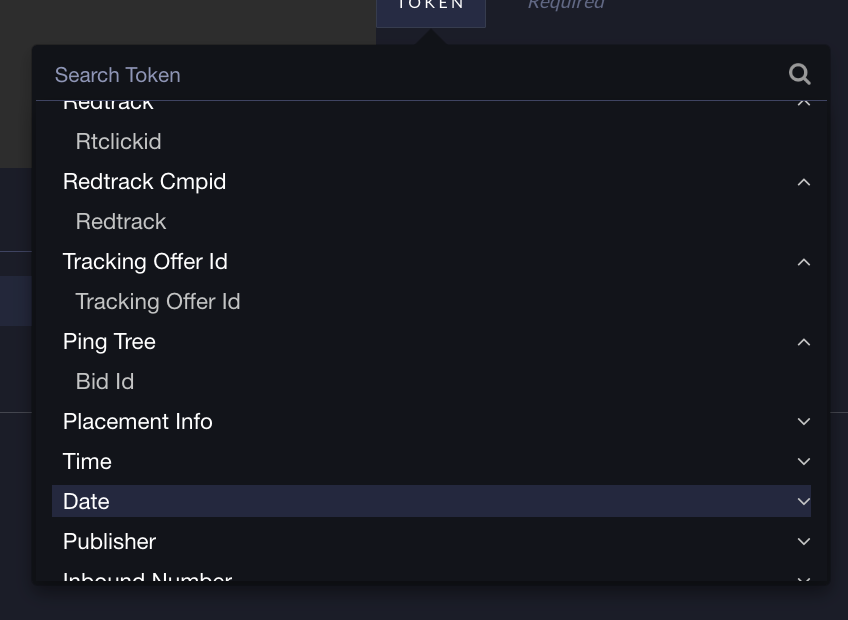 TOKEN
Required
Search Token
Redtrack
Rtclickid
Redtrack Cmpid
Redtrack
Tracking Offer Id
Tracking Offer Id
Ping Tree
Bid Id
Placement Info
Time
Date
Publisher
Inbound Number